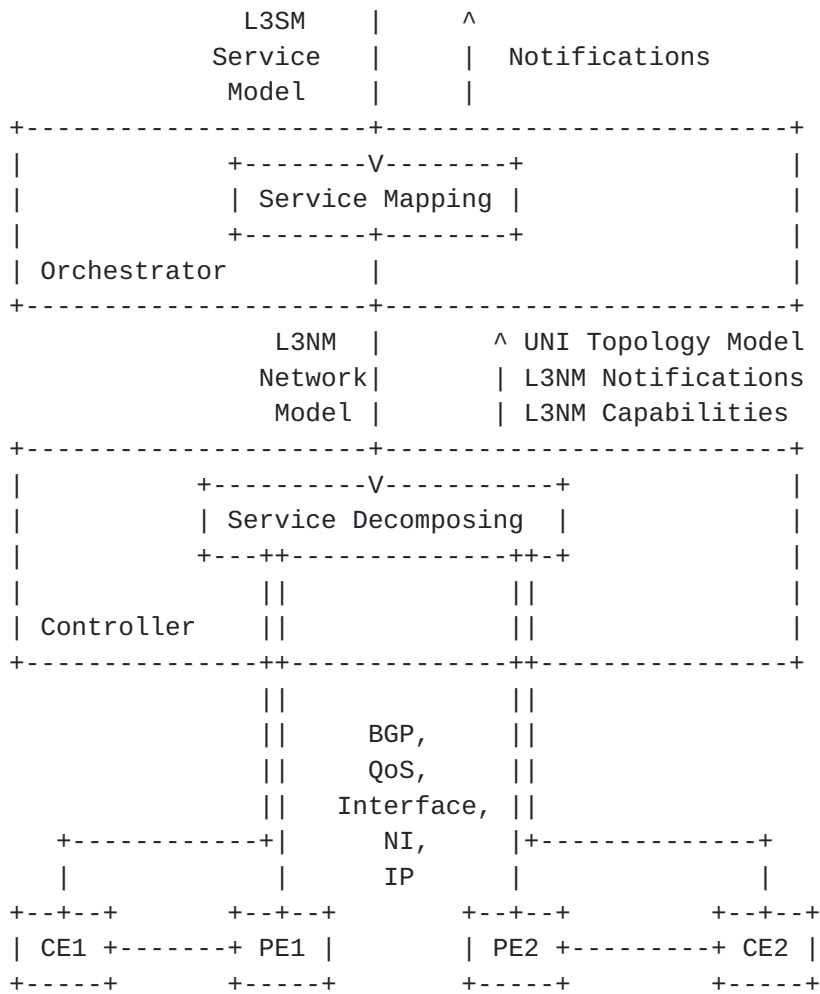 L3SM    |     ^
Service   |     |  Notifications
Model    |     |
+----------------------+--------------------------+
|             +--------V--------+                 |
|             | Service Mapping |                 |
|             +--------+--------+                 |
| Orchestrator         |                          |
+----------------------+--------------------------+
L3NM  |       ^ UNI Topology Model
Network|        | L3NM Notifications
Model |         | L3NM Capabilities
+----------------------+--------------------------+
|           +----------V-----------+              |
|           | Service Decomposing  |              |
|           +---++--------------++-+              |
|               ||              ||                |
| Controller    ||              ||                |
+---------------++--------------++----------------+
||              ||
||     BGP,     ||
||     QoS,     ||
||   Interface, ||
+------------+|      NI,     |+--------------+
|             |      IP      |               |
+--+--+       +--+--+        +--+--+         +--+--+
| CE1 +-------+ PE1 |        | PE2 +---------+ CE2 |
+-----+       +-----+        +-----+         +-----+